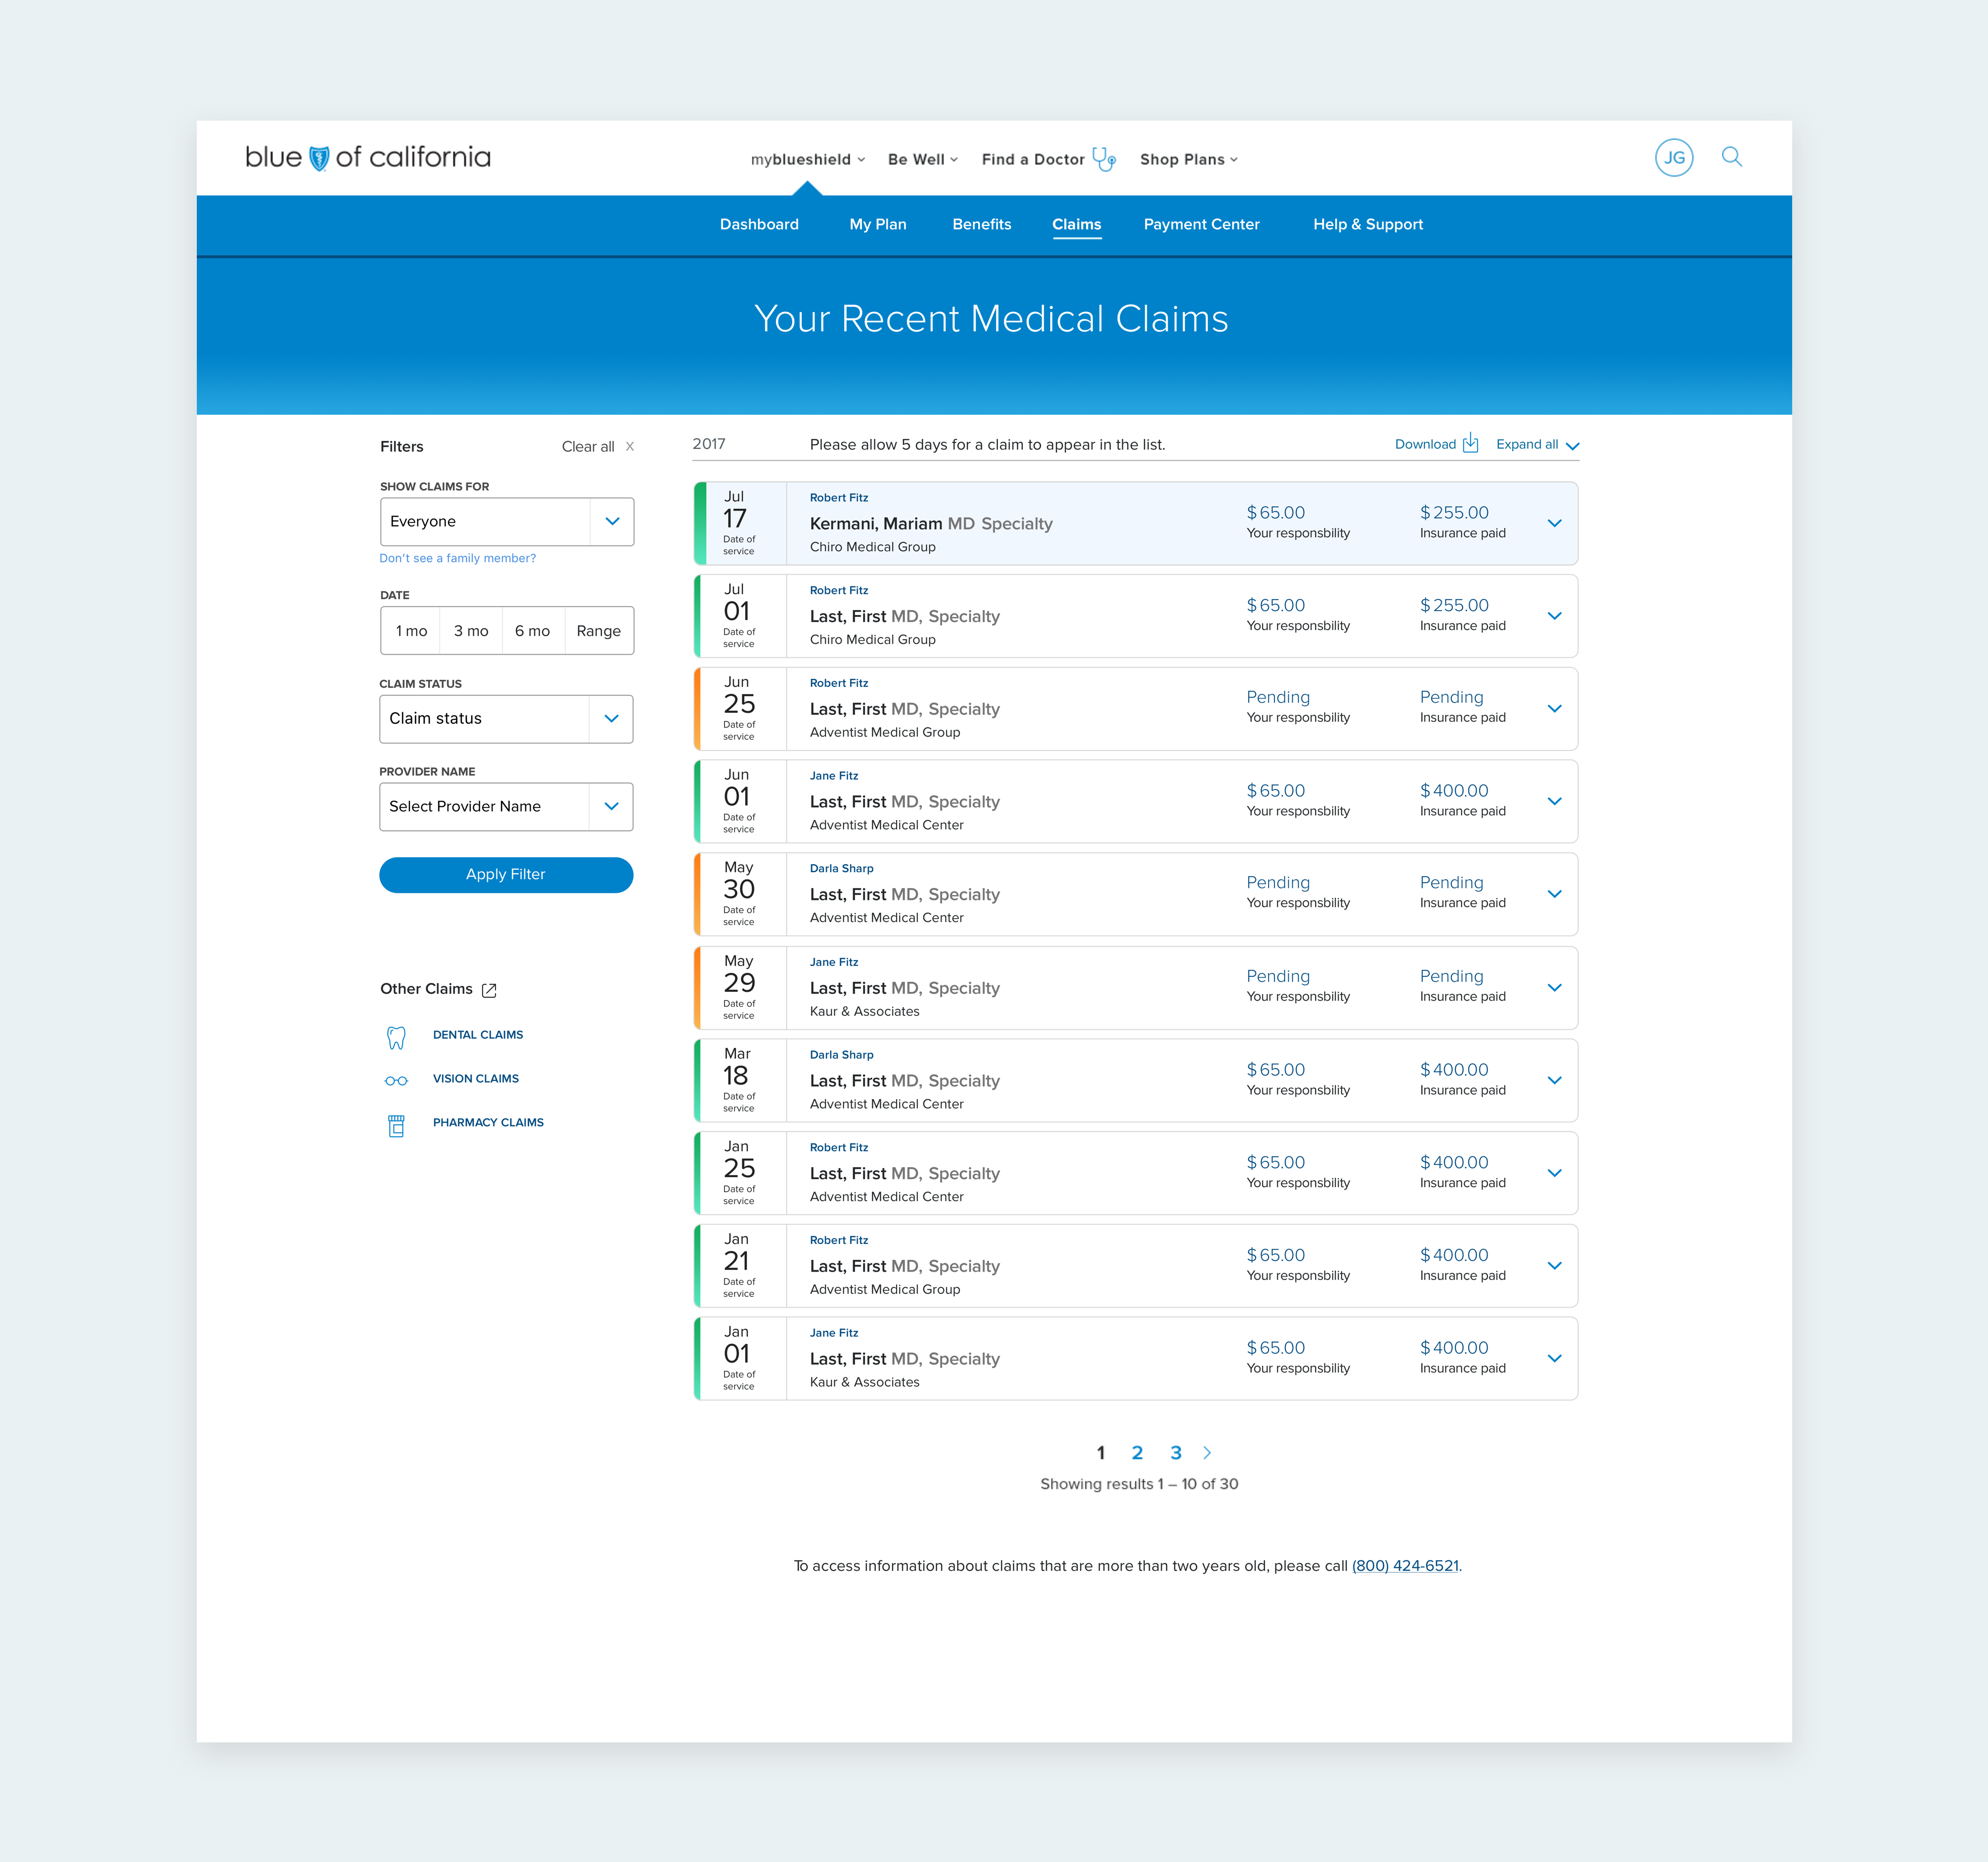 blue of california
myblueshield Be Well Find a Doctor Shop Plans
JG
Dashboard My Plan Benefits Claims Payment Center Help & Support
Your Recent Medical Claims
Filters Clear all X
SHOW CLAIMS FOR
Everyone
Don't see a family member?
DATE
1 mo 3 mo 6 mo Range
CLAIM STATUS
Claim status
PROVIDER NAME
Select Provider Name
Apply Filter
Other Claims
DENTAL CLAIMS
VISION CLAIMS
PHARMACY CLAIMS
2017 Please allow 5 days for a claim to appear in the list. Download Expand all
Jul
17
Date of
service
Robert Fitz
Kermani, Mariam MD Specialty
Chiro Medical Group
$65.00
Your responsbility
$255.00
Insurance paid
Jul
01
Date of
service
Robert Fitz
Last, First MD, Specialty
Chiro Medical Group
$65.00
Your responsbility
$255.00
Insurance paid
Jun
25
Date of
service
Robert Fitz
Last, First MD, Specialty
Adventist Medical Group
Pending
Your responsbility
Pending
Insurance paid
Jun
01
Date of
service
Jane Fitz
Last, First MD, Specialty
Adventist Medical Center
$65.00
Your responsbility
$400.00
Insurance paid
May
30
Date of
service
Darla Sharp
Last, First MD, Specialty
Adventist Medical Center
Pending
Your responsbility
Pending
Insurance paid
May
29
Date of
service
Jane Fitz
Last, First MD, Specialty
Kaur & Associates
Pending
Your responsbility
Pending
Insurance paid
Mar
18
Date of
service
Darla Sharp
Last, First MD, Specialty
Adventist Medical Center
$65.00
Your responsbility
$400.00
Insurance paid
Jan
25
Date of
service
Robert Fitz
Last, First MD, Specialty
Adventist Medical Center
$65.00
Your responsbility
$400.00
Insurance paid
Jan
21
Date of
service
Robert Fitz
Last, First MD, Specialty
Adventist Medical Group
$65.00
Your responsbility
$400.00
Insurance paid
Jan
01
Date of
service
Jane Fitz
Last, First MD, Specialty
Kaur & Associates
$65.00
Your responsbility
$400.00
Insurance paid
1 2 3
Showing results 1 – 10 of 30
To access information about claims that are more than two years old, please call (800) 424-6521.